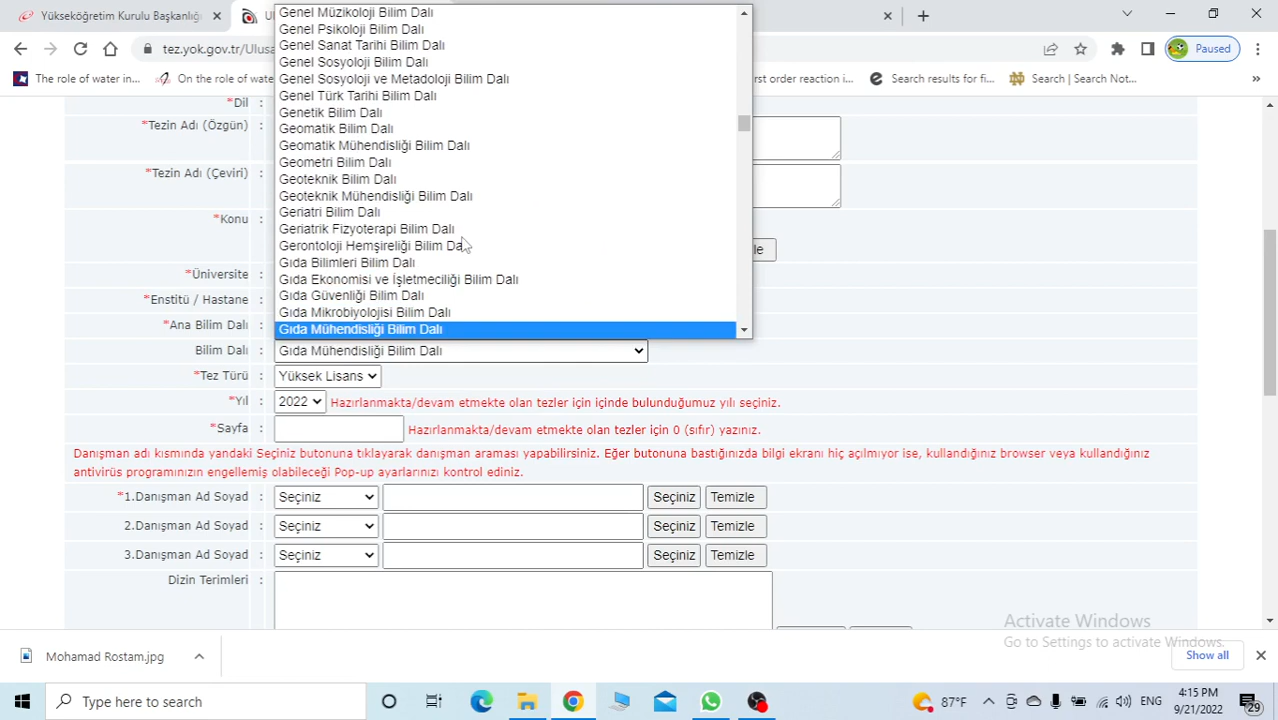 Yükseköğretim Kurulu Başkanlığı
tez.yok.gov.tr/Ulusa
Paused
The role of water in...
On the role of wate
irst order reaction i
Search results for fi...
Search | Search | Not...
Genel Müzikoloji Bilim Dalı
Genel Psikoloji Bilim Dalı
Genel Sanat Tarihi Bilim Dalı
Genel Sosyoloji Bilim Dalı
Genel Sosyoloji ve Metadoloji Bilim Dalı
Genel Türk Tarihi Bilim Dalı
Genetik Bilim Dalı
Geomatik Bilim Dalı
Geomatik Mühendisliği Bilim Dalı
Geometri Bilim Dalı
Geoteknik Bilim Dalı
Geoteknik Mühendisliği Bilim Dalı
Geriatri Bilim Dalı
Geriatrik Fizyoterapi Bilim Dalı
Gerontoloji Hemşireliği Bilim Dalı
Gıda Bilimleri Bilim Dalı
Gıda Ekonomisi ve İşletmeciliği Bilim Dalı
Gıda Güvenliği Bilim Dalı
Gıda Mikrobiyolojisi Bilim Dalı
Gıda Mühendisliği Bilim Dalı
*Dil :
*Tezin Adı (Özgün) :
*Tezin Adı (Çeviri) :
*Konu :
le
*Üniversite :
*Enstitü / Hastane :
*Ana Bilim Dalı :
Bilim Dalı : Gıda Mühendisliği Bilim Dalı
*Tez Türü : Yüksek Lisans
*Yıl : 2022 Hazırlanmakta/devam etmekte olan tezler için içinde bulunduğumuz yılı seçiniz.
*Sayfa : Hazırlanmakta/devam etmekte olan tezler için 0 (sıfır) yazınız.
Danışman adı kısmında yandaki Seçiniz butonuna tıklayarak danışman araması yapabilirsiniz. Eğer butonuna bastığınızda bilgi ekranı hiç açılmıyor ise, kullandığınız browser veya kullandığınız
antivirüs programınızın engellemiş olabileceği Pop-up ayarlarınızı kontrol ediniz.
*1.Danışman Ad Soyad : Seçiniz Seçiniz Temizle
2.Danışman Ad Soyad : Seçiniz Seçiniz Temizle
3.Danışman Ad Soyad : Seçiniz Seçiniz Temizle
Dizin Terimleri :
Activate Windows
Go to Settings to activate Windows.
Mohamad Rostam.jpg
Show all
Type here to search
87°F
ENG
4:15 PM
9/21/2022
29